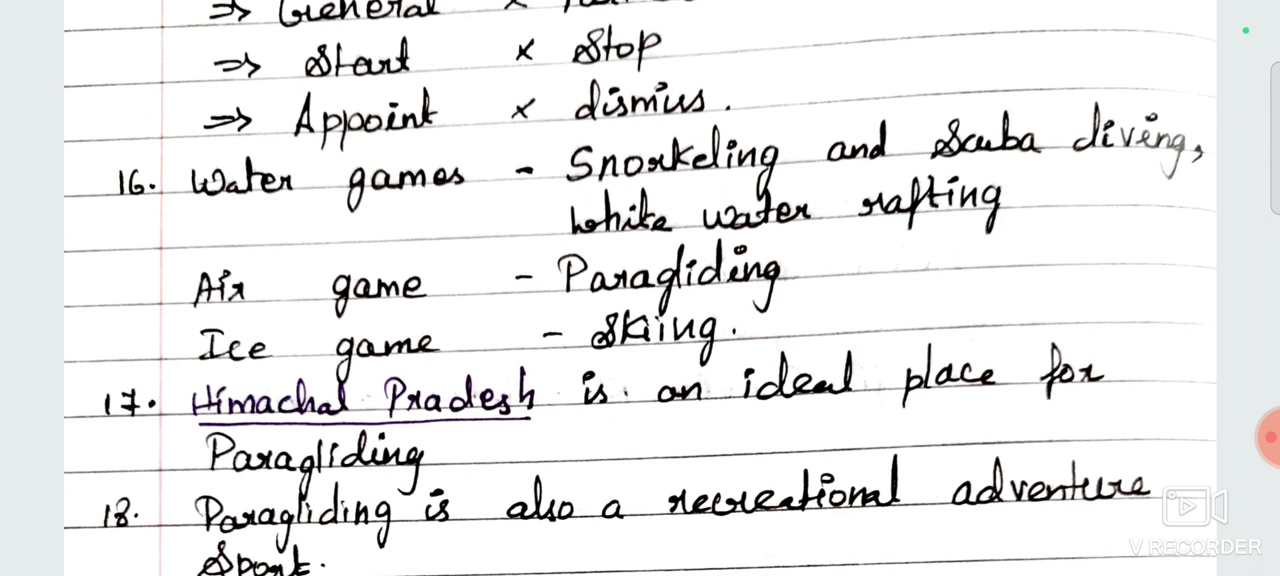 ⇒ General ×
⇒ Start × Stop
⇒ Appoint × dismiss.
16. Water games - Snorkeling and Scuba diving,
white water rafting
Air game - Paragliding
Ice game - Skiing.
17. Himachal Pradesh is an ideal place for
Paragliding
18. Paragliding is also a recreational adventure
Sport.
V RECORDER